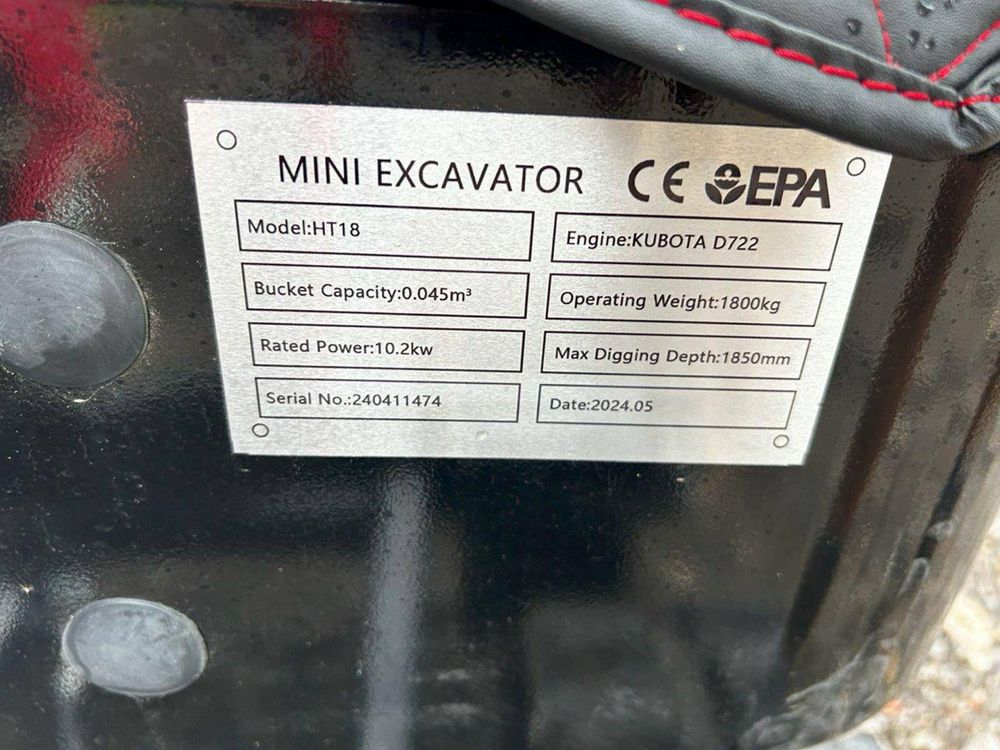 MINI EXCAVATOR CE EPA
Model:HT18
Engine:KUBOTA D722
Bucket Capacity:0.045m³
Operating Weight:1800kg
Rated Power:10.2kw
Max Digging Depth:1850mm
Serial No.:240411474
Date:2024.05